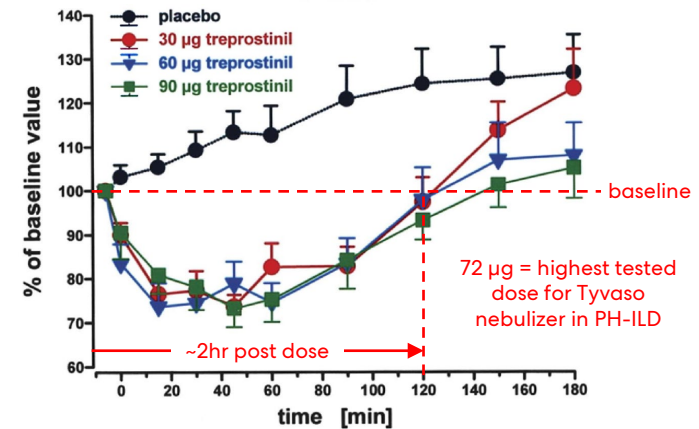 placebo
30 µg treprostinil
60 µg treprostinil
90 µg treprostinil
% of baseline value
140
130
120
110
100
90
80
70
60
baseline
72 µg = highest tested
dose for Tyvaso
nebulizer in PH-ILD
~2hr post dose
0 20 40 60 80 100 120 140 160 180
time [min]